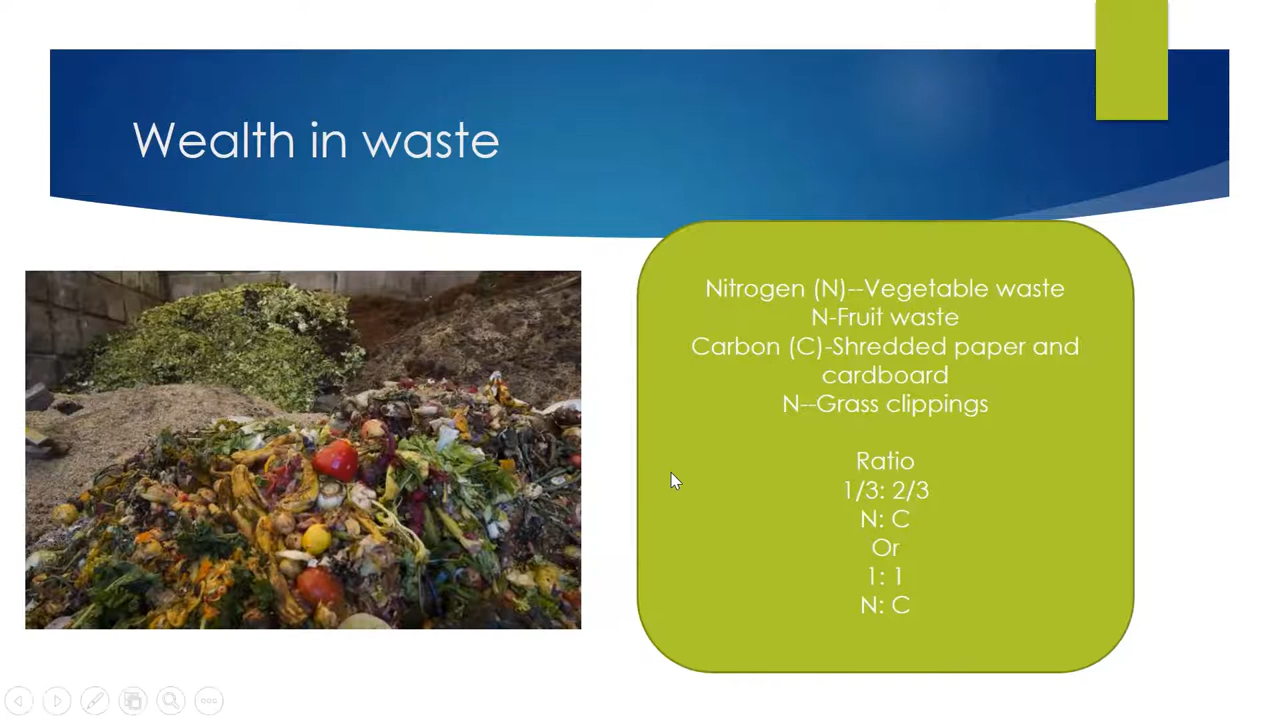 Wealth in waste
Nitrogen (N)--Vegetable waste
N-Fruit waste
Carbon (C)-Shredded paper and
cardboard
N--Grass clippings
Ratio
1/3: 2/3
N: C
Or
1: 1
N: C